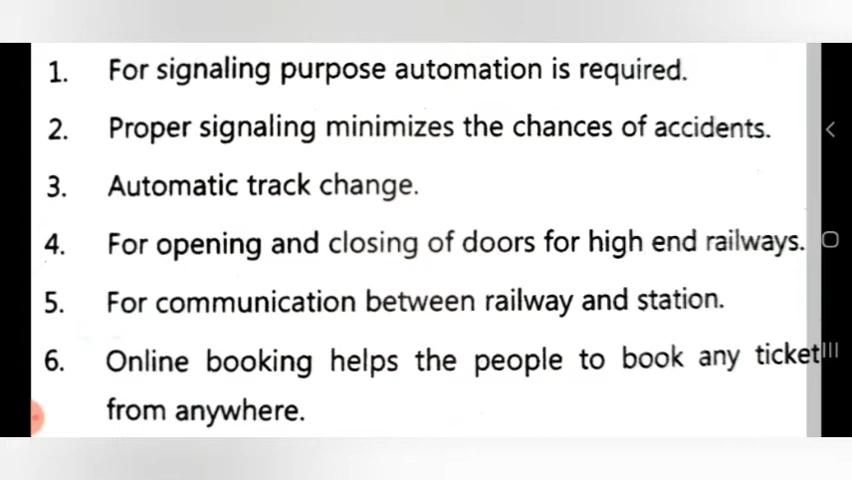 1. For signaling purpose automation is required.
2. Proper signaling minimizes the chances of accidents.
3. Automatic track change.
4. For opening and closing of doors for high end railways.
5. For communication between railway and station.
6. Online booking helps the people to book any ticket
from anywhere.